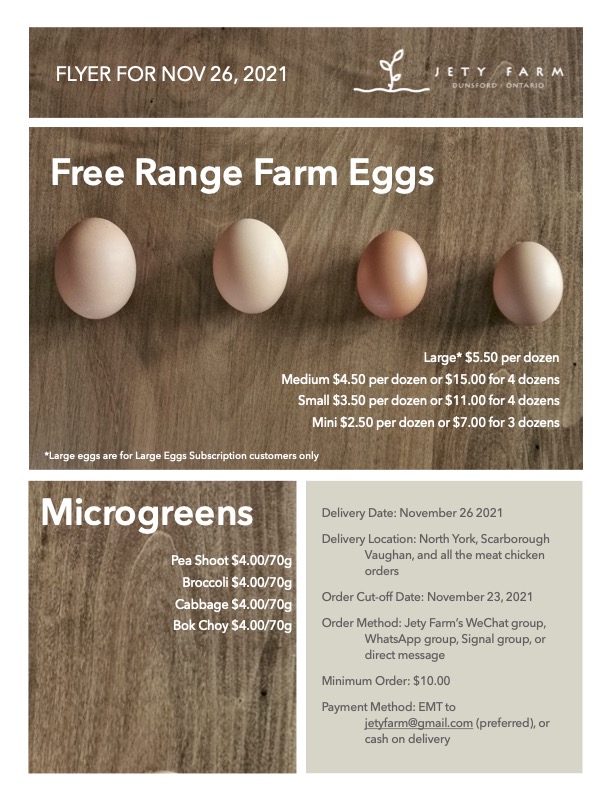 FLYER FOR NOV 26, 2021
JETY FARM
DUNSFORD · ONTARIO
Free Range Farm Eggs
Large* $5.50 per dozen
Medium $4.50 per dozen or $15.00 for 4 dozens
Small $3.50 per dozen or $11.00 for 4 dozens
Mini $2.50 per dozen or $7.00 for 3 dozens
*Large eggs are for Large Eggs Subscription customers only
Microgreens
Pea Shoot $4.00/70g
Broccoli $4.00/70g
Cabbage $4.00/70g
Bok Choy $4.00/70g
Delivery Date: November 26 2021
Delivery Location: North York, Scarborough
Vaughan, and all the meat chicken
orders
Order Cut-off Date: November 23, 2021
Order Method: Jety Farm's WeChat group,
WhatsApp group, Signal group, or
direct message
Minimum Order: $10.00
Payment Method: EMT to
jetyfarm@gmail.com (preferred), or
cash on delivery